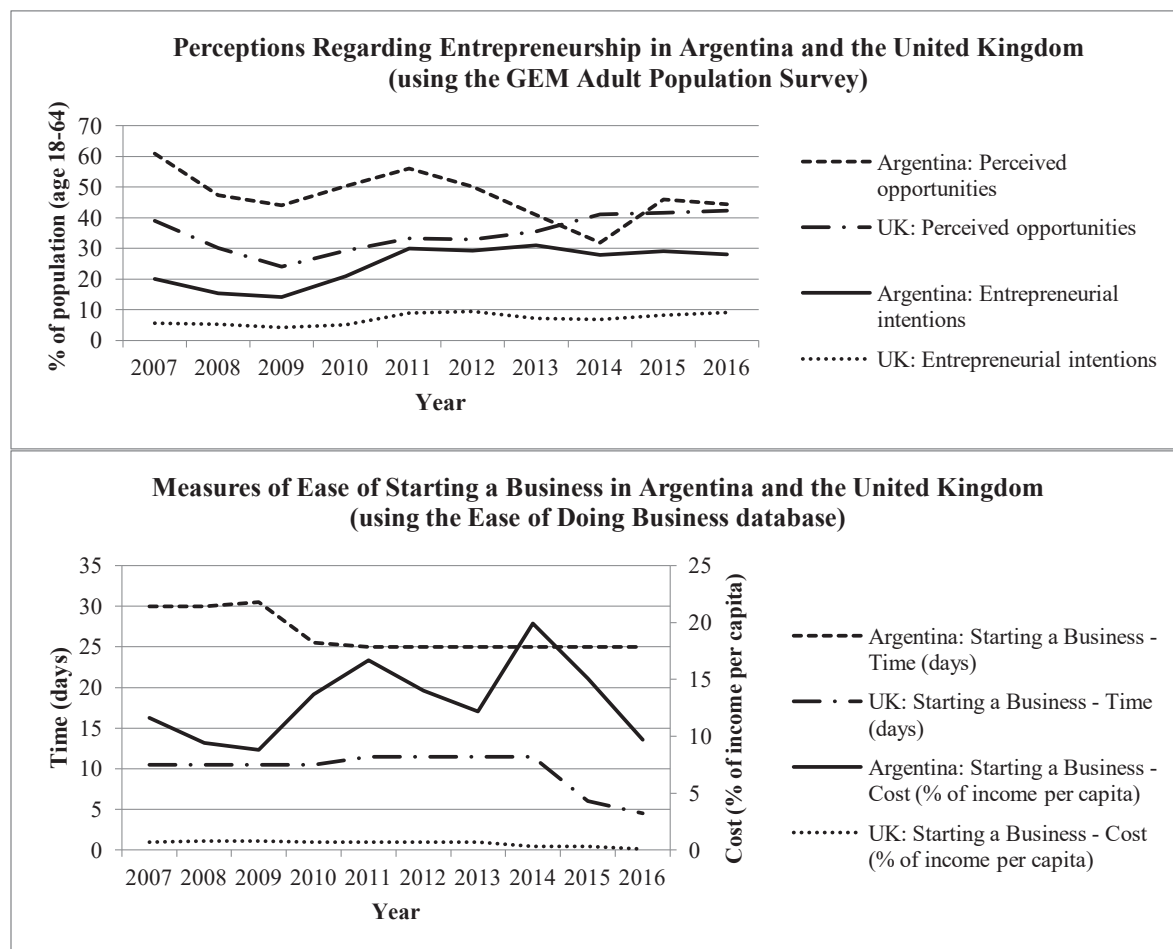 Perceptions Regarding Entrepreneurship in Argentina and the United Kingdom
(using the GEM Adult Population Survey)
% of population (age 18-64)
70
60
50
40
30
20
10
0
2007 2008 2009 2010 2011 2012 2013 2014 2015 2016
Year
Argentina: Perceived
opportunities
UK: Perceived opportunities
Argentina: Entrepreneurial
intentions
UK: Entrepreneurial intentions
Measures of Ease of Starting a Business in Argentina and the United Kingdom
(using the Ease of Doing Business database)
Time (days)
35
30
25
20
15
10
5
0
25
20
15
10
5
0
Cost (% of income per capita)
2007 2008 2009 2010 2011 2012 2013 2014 2015 2016
Year
Argentina: Starting a Business -
Time (days)
UK: Starting a Business - Time
(days)
Argentina: Starting a Business -
Cost (% of income per capita)
UK: Starting a Business - Cost
(% of income per capita)